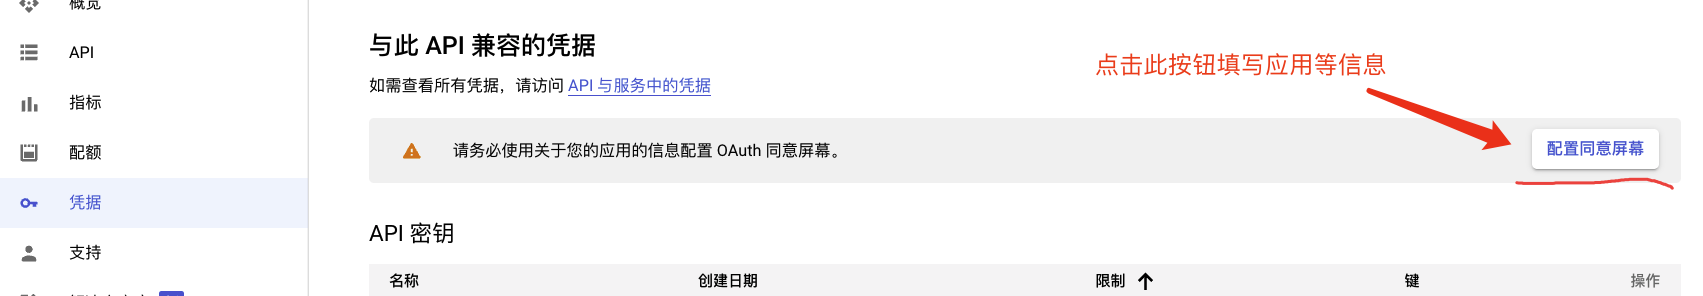 概览
API
指标
配额
凭据
支持
与此 API 兼容的凭据
如需查看所有凭据，请访问 API 与服务中的凭据
点击此按钮填写应用等信息
请务必使用关于您的应用的信息配置 OAuth 同意屏幕。
配置同意屏幕
API 密钥
名称 创建日期 限制 键 操作